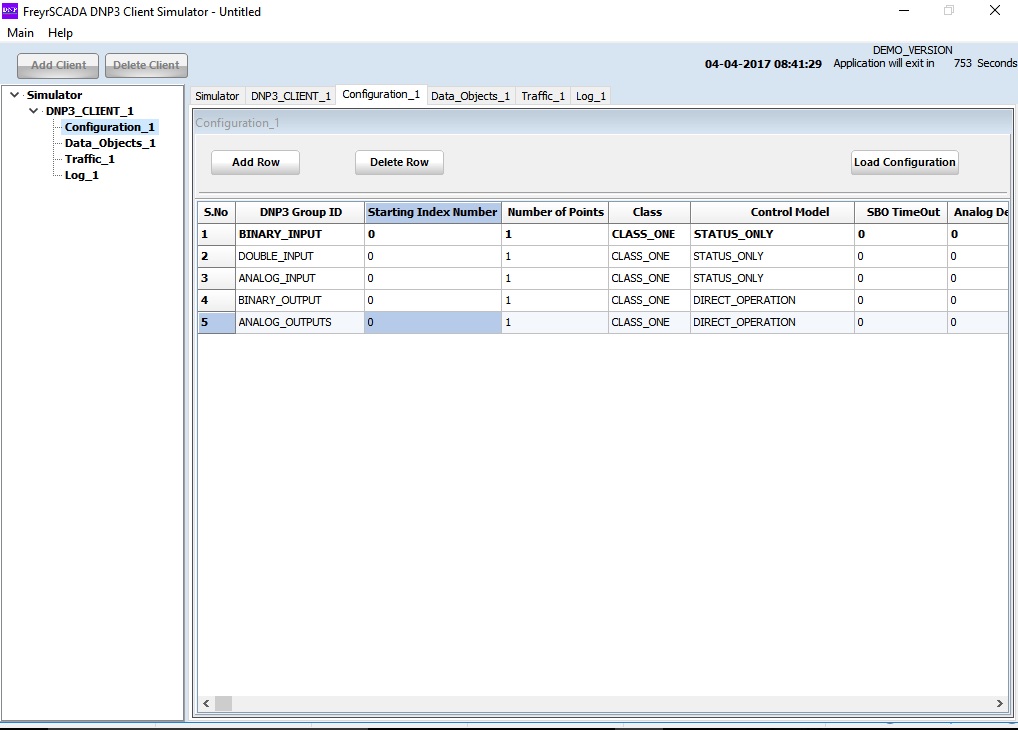 DNP FreyrSCADA DNP3 Client Simulator - Untitled
Main Help
Add Client Delete Client
DEMO_VERSION
04-04-2017 08:41:29 Application will exit in 753 Seconds
Simulator
DNP3_CLIENT_1
Configuration_1
Data_Objects_1
Traffic_1
Log_1
Simulator DNP3_CLIENT_1 Configuration_1 Data_Objects_1 Traffic_1 Log_1
Configuration_1
Add Row Delete Row Load Configuration
S.No DNP3 Group ID Starting Index Number Number of Points Class Control Model SBO TimeOut Analog De
1 BINARY_INPUT 0 1 CLASS_ONE STATUS_ONLY 0 0
2 DOUBLE_INPUT 0 1 CLASS_ONE STATUS_ONLY 0 0
3 ANALOG_INPUT 0 1 CLASS_ONE STATUS_ONLY 0 0
4 BINARY_OUTPUT 0 1 CLASS_ONE DIRECT_OPERATION 0 0
5 ANALOG_OUTPUTS 0 1 CLASS_ONE DIRECT_OPERATION 0 0